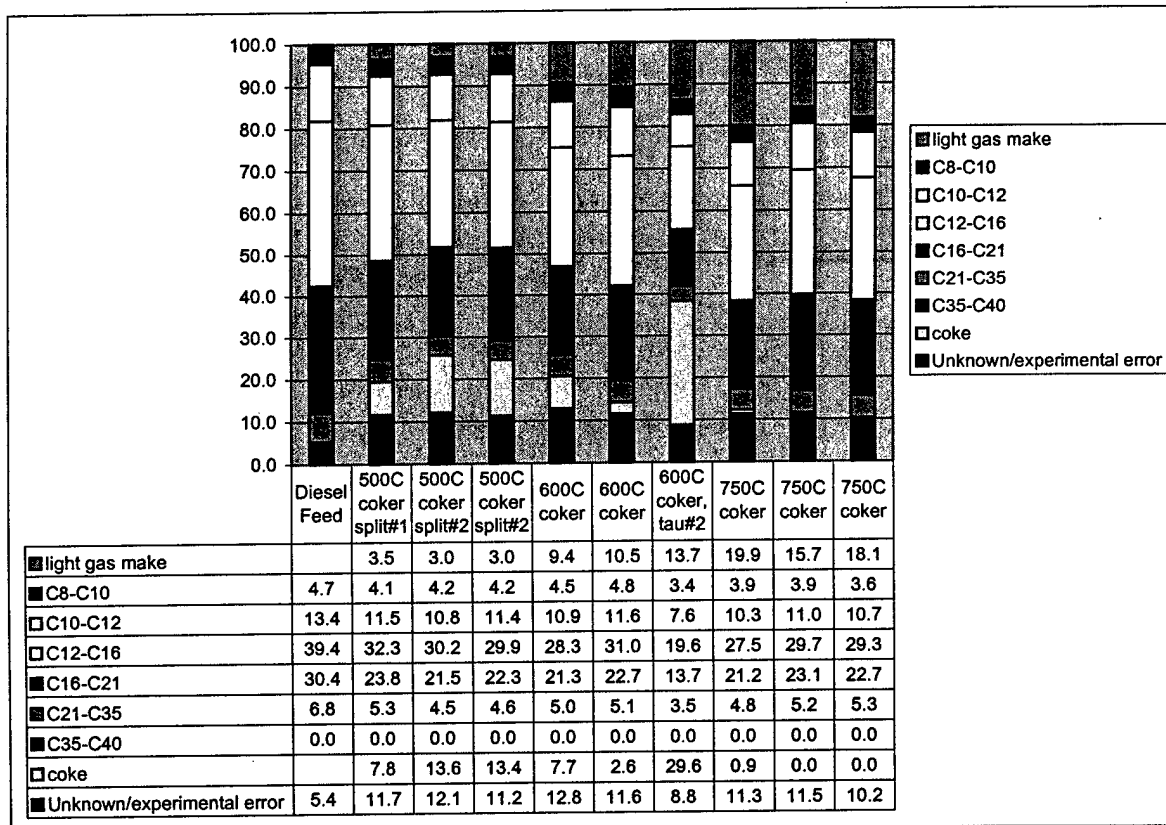 100.0
90.0
80.0
70.0
60.0
50.0
40.0
30.0
20.0
10.0
0.0
light gas make
C8-C10
C10-C12
C12-C16
C16-C21
C21-C35
C35-C40
coke
Unknown/experimental error
Diesel Feed 500C coker split#1 500C coker split#2 500C coker split#2 600C coker 600C coker 600C coker, tau#2 750C coker 750C coker 750C coker
light gas make 3.5 3.0 3.0 9.4 10.5 13.7 19.9 15.7 18.1
C8-C10 4.7 4.1 4.2 4.2 4.5 4.8 3.4 3.9 3.9 3.6
C10-C12 13.4 11.5 10.8 11.4 10.9 11.6 7.6 10.3 11.0 10.7
C12-C16 39.4 32.3 30.2 29.9 28.3 31.0 19.6 27.5 29.7 29.3
C16-C21 30.4 23.8 21.5 22.3 21.3 22.7 13.7 21.2 23.1 22.7
C21-C35 6.8 5.3 4.5 4.6 5.0 5.1 3.5 4.8 5.2 5.3
C35-C40 0.0 0.0 0.0 0.0 0.0 0.0 0.0 0.0 0.0 0.0
coke 7.8 13.6 13.4 7.7 2.6 29.6 0.9 0.0 0.0
Unknown/experimental error 5.4 11.7 12.1 11.2 12.8 11.6 8.8 11.3 11.5 10.2